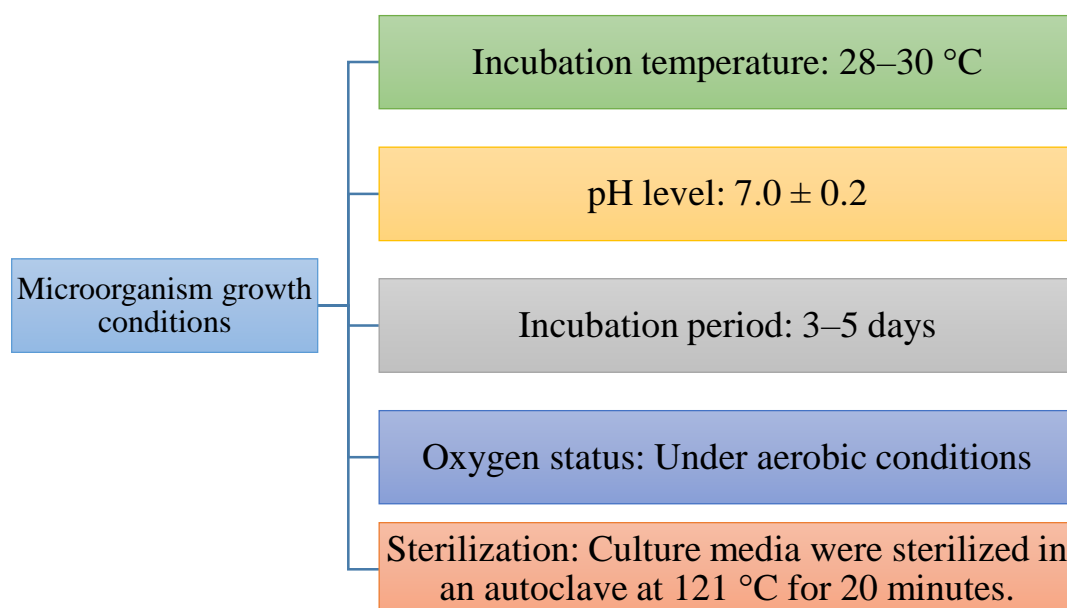 Microorganism growth
conditions
Incubation temperature: 28–30 °C
pH level: 7.0 ± 0.2
Incubation period: 3–5 days
Oxygen status: Under aerobic conditions
Sterilization: Culture media were sterilized in
an autoclave at 121 °C for 20 minutes.